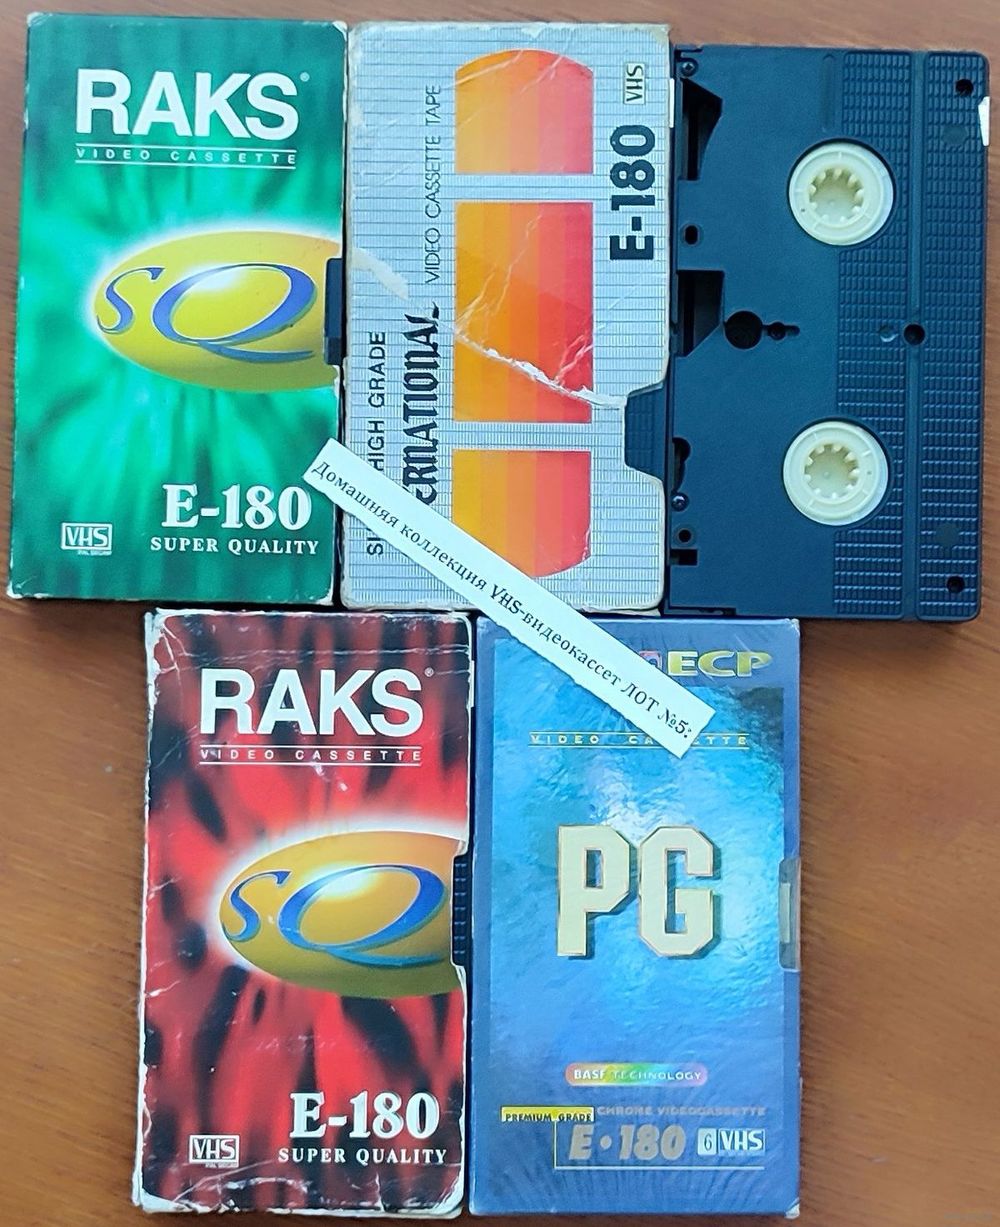 RAKS®
VIDEO CASSETTE
SQ
E-180
SUPER QUALITY
VHS
HIGH GRADE
VIDEO CASSETTE TAPE
E-180
VHS
Домашняя коллекция VHS-видеокассет ЛОТ №5:
RAKS®
VIDEO CASSETTE
SQ
E-180
SUPER QUALITY
VHS
ECP
VIDEO CASSETTE
PG
BASF TECHNOLOGY
PREMIUM GRADE
CHROME VIDEOCASSETTE
E•180
6 VHS